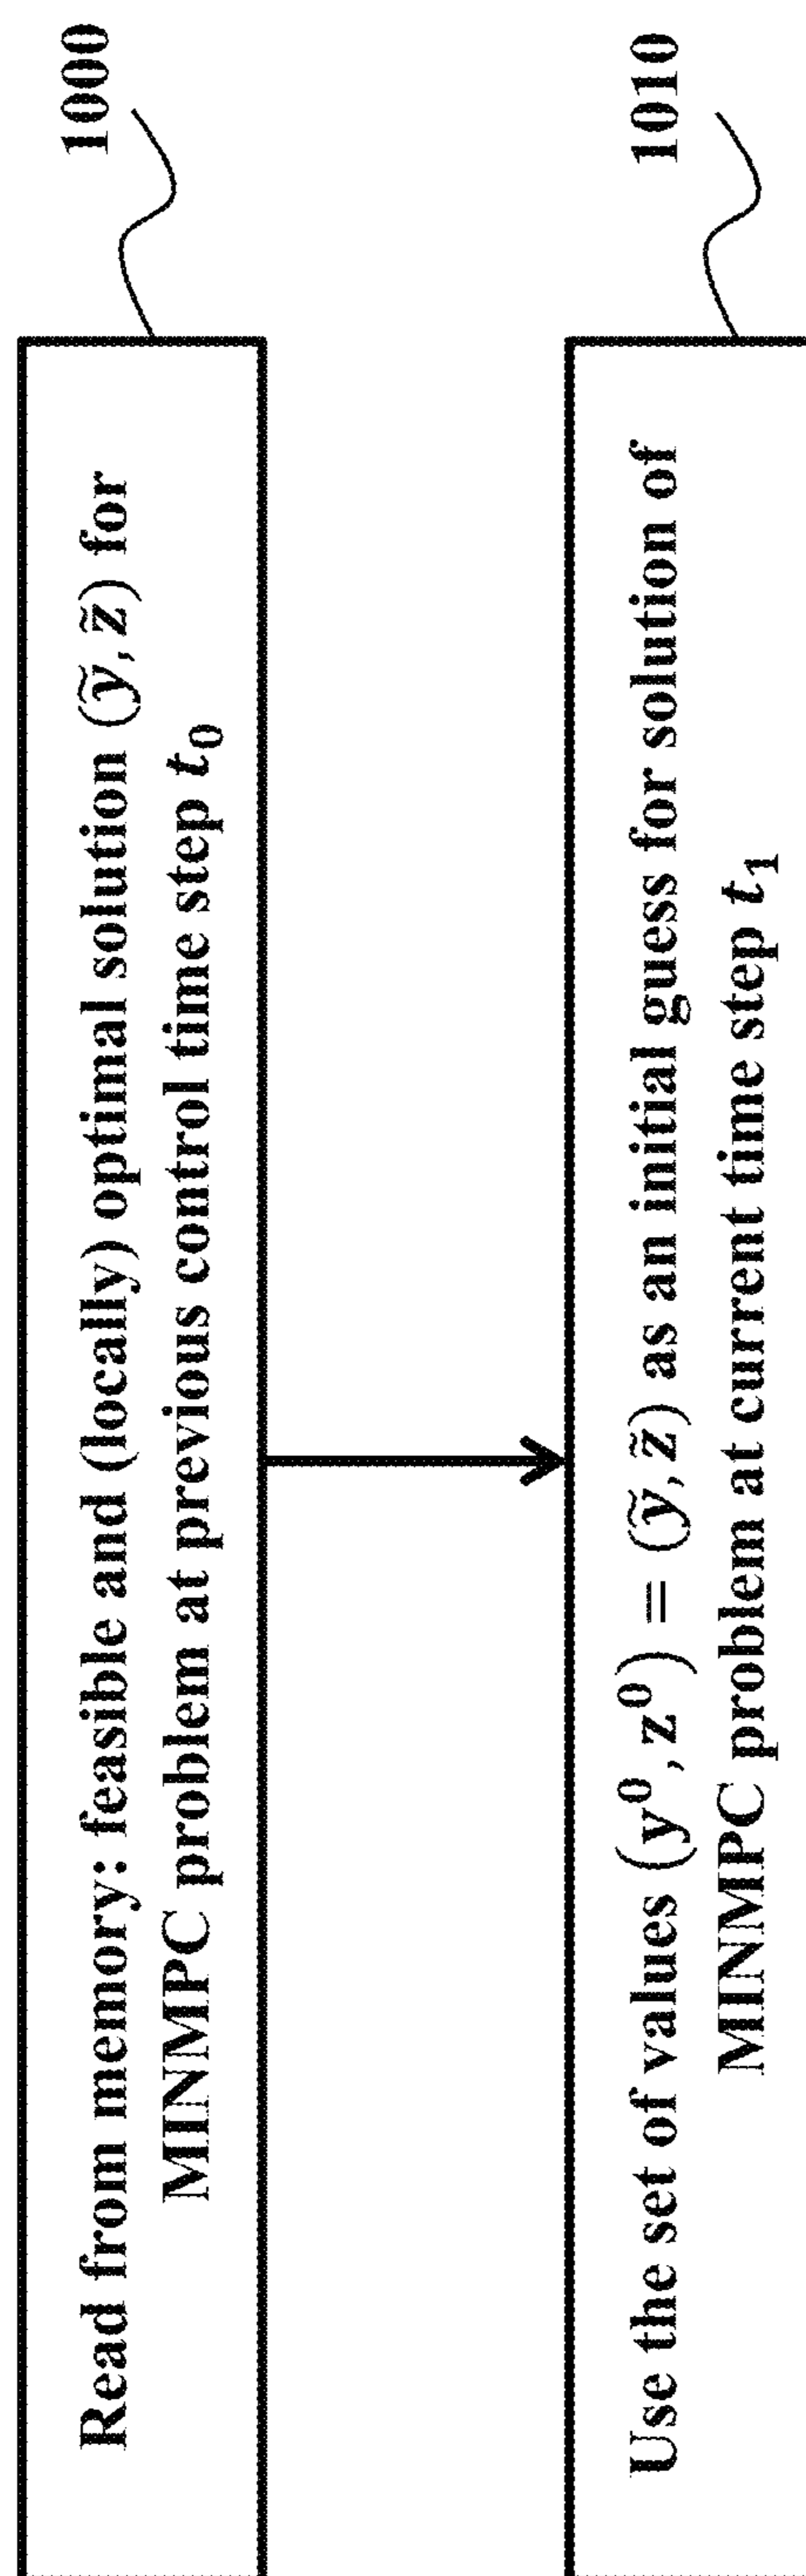 Read from memory: feasible and (locally) optimal solution (ỹ, z̃) for
MINMPC problem at previous control time step t₀
1000
Use the set of values (y⁰, z⁰) = (ỹ, z̃) as an initial guess for solution of
MINMPC problem at current time step t₁
1010